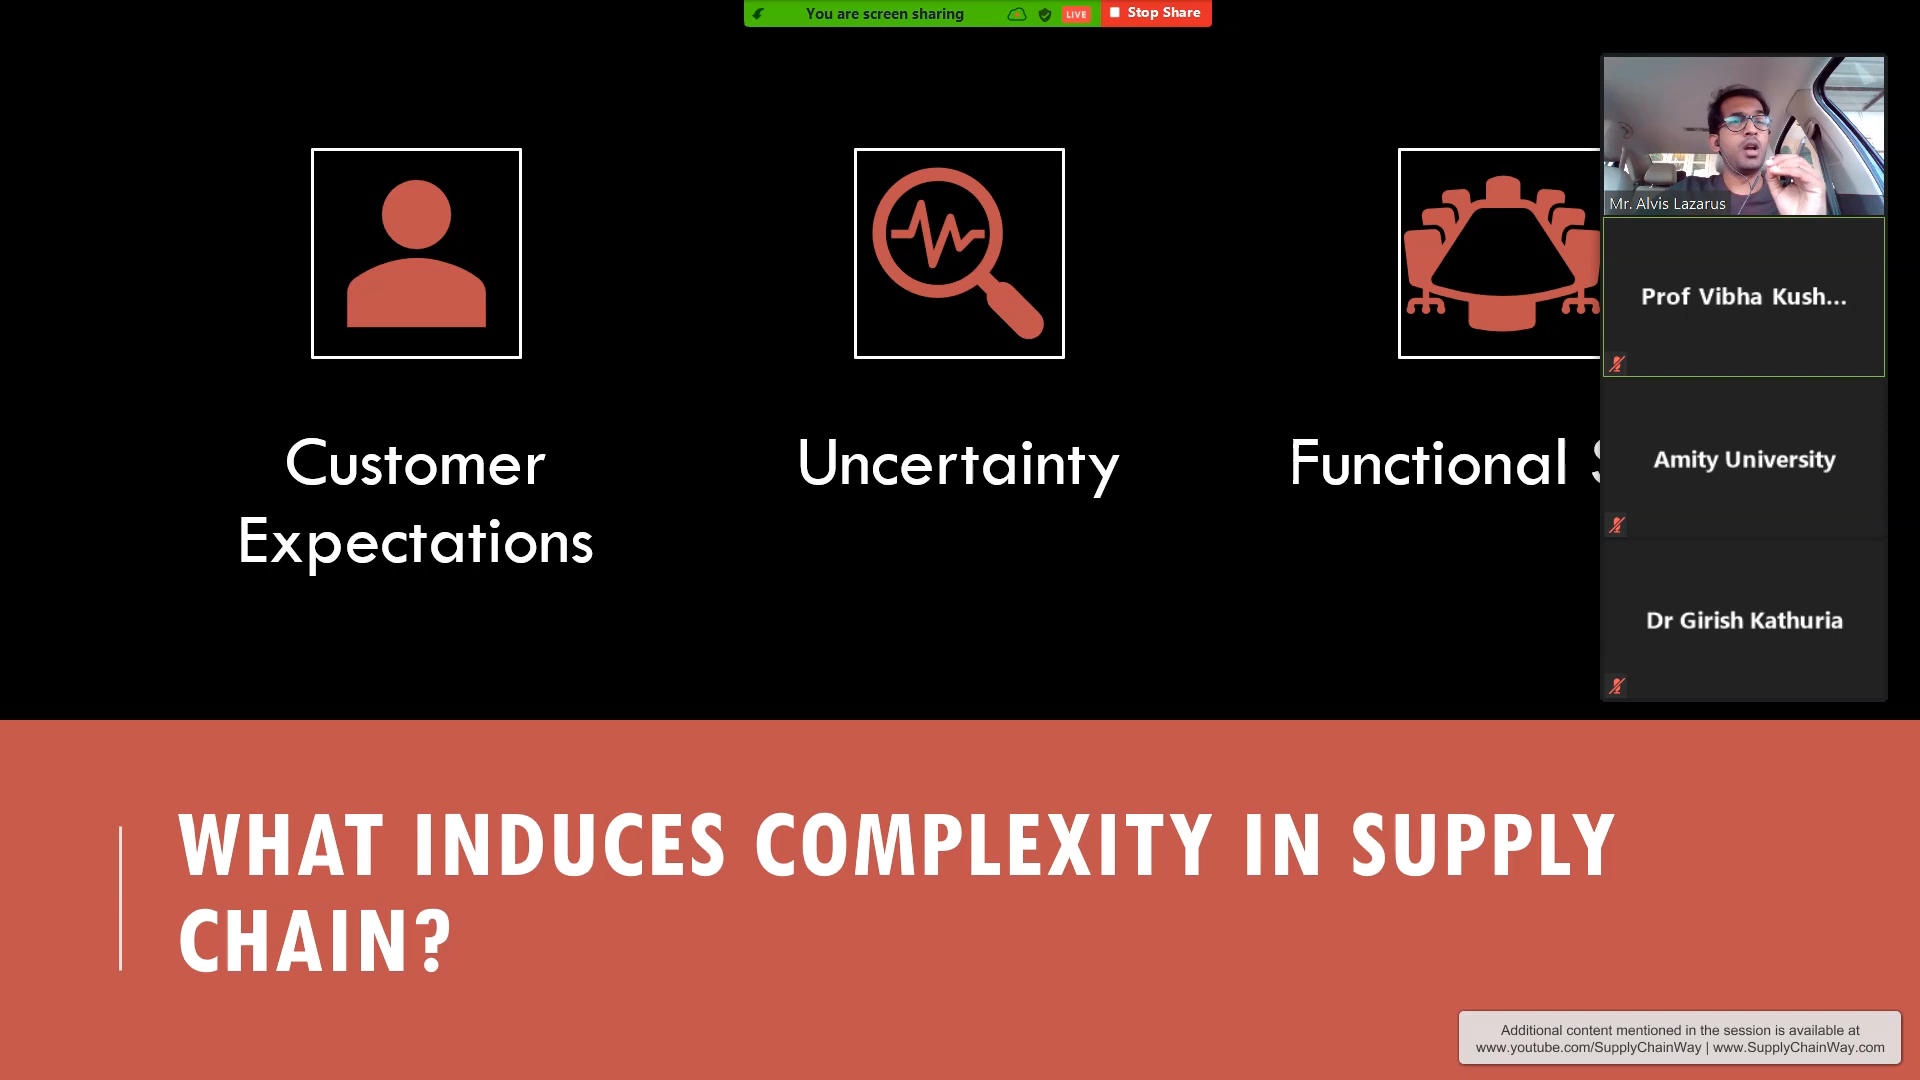 You are screen sharing
LIVE
Stop Share
Mr. Alvis Lazarus
Prof Vibha Kush...
Amity University
Dr Girish Kathuria
Customer
Expectations
Uncertainty
Functional
WHAT INDUCES COMPLEXITY IN SUPPLY
CHAIN?
Additional content mentioned in the session is available at
www.youtube.com/SupplyChainWay | www.SupplyChainWay.com